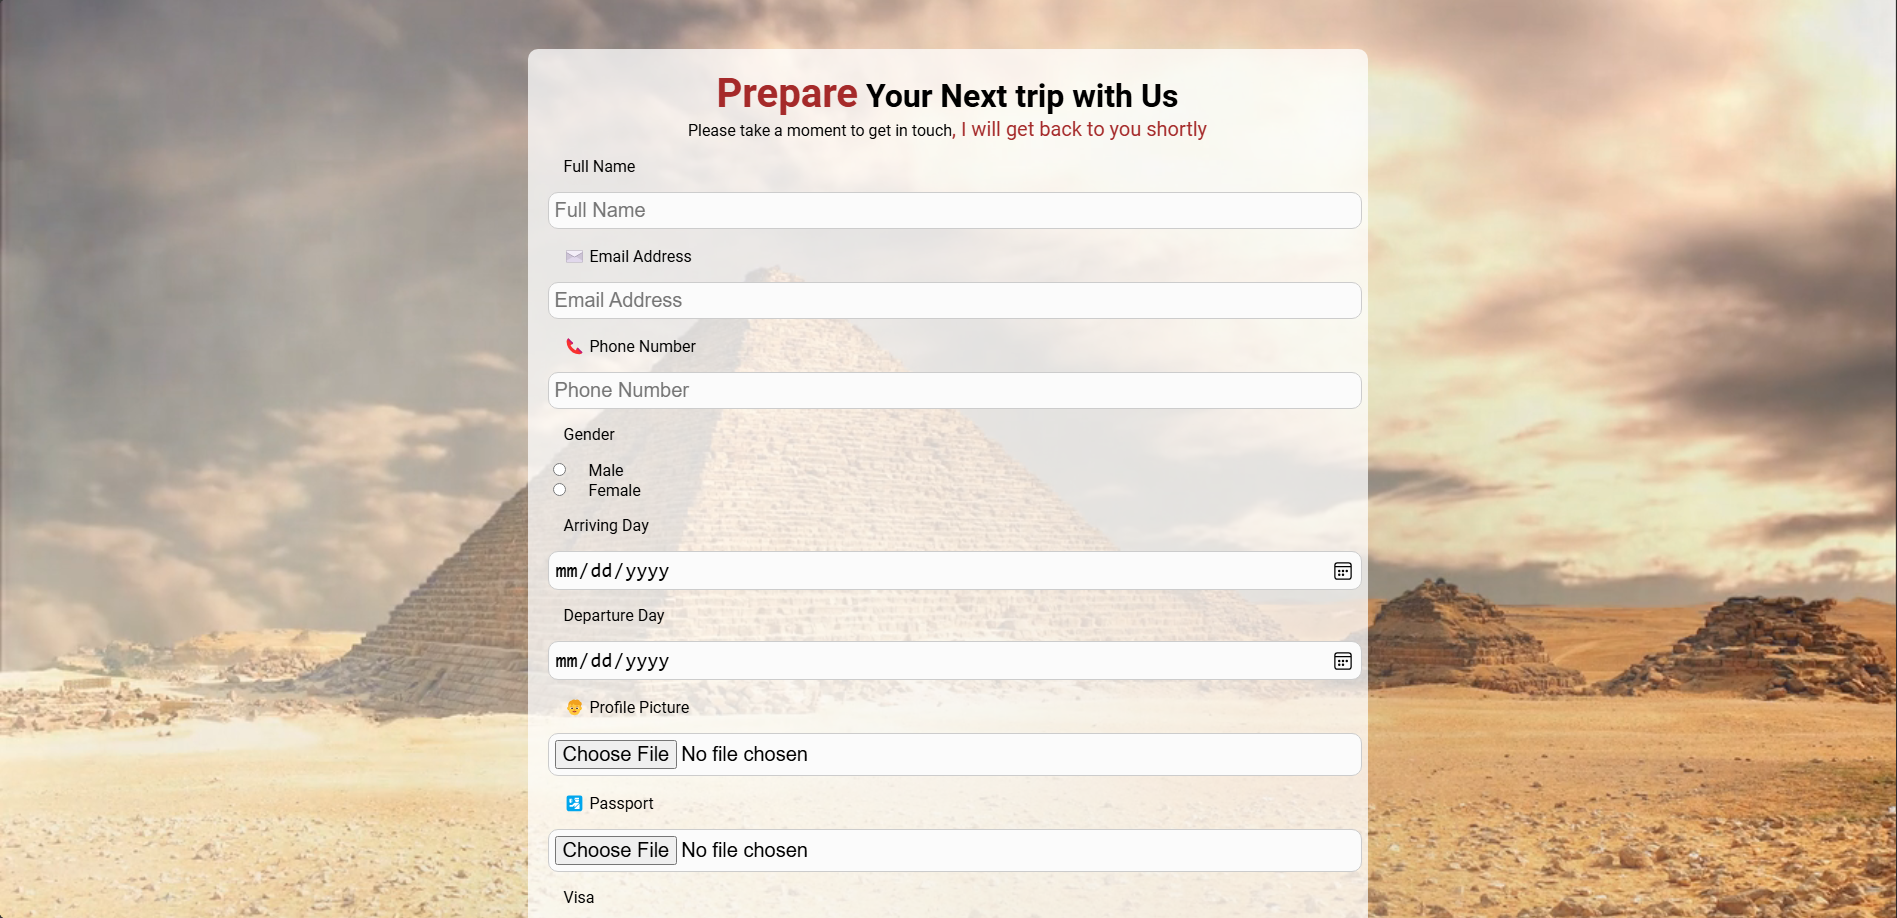 Prepare Your Next trip with Us
Please take a moment to get in touch, I will get back to you shortly
Full Name
Full Name
Email Address
Email Address
Phone Number
Phone Number
Gender
Male
Female
Arriving Day
mm/dd/yyyy
Departure Day
mm/dd/yyyy
Profile Picture
Choose File No file chosen
Passport
Choose File No file chosen
Visa